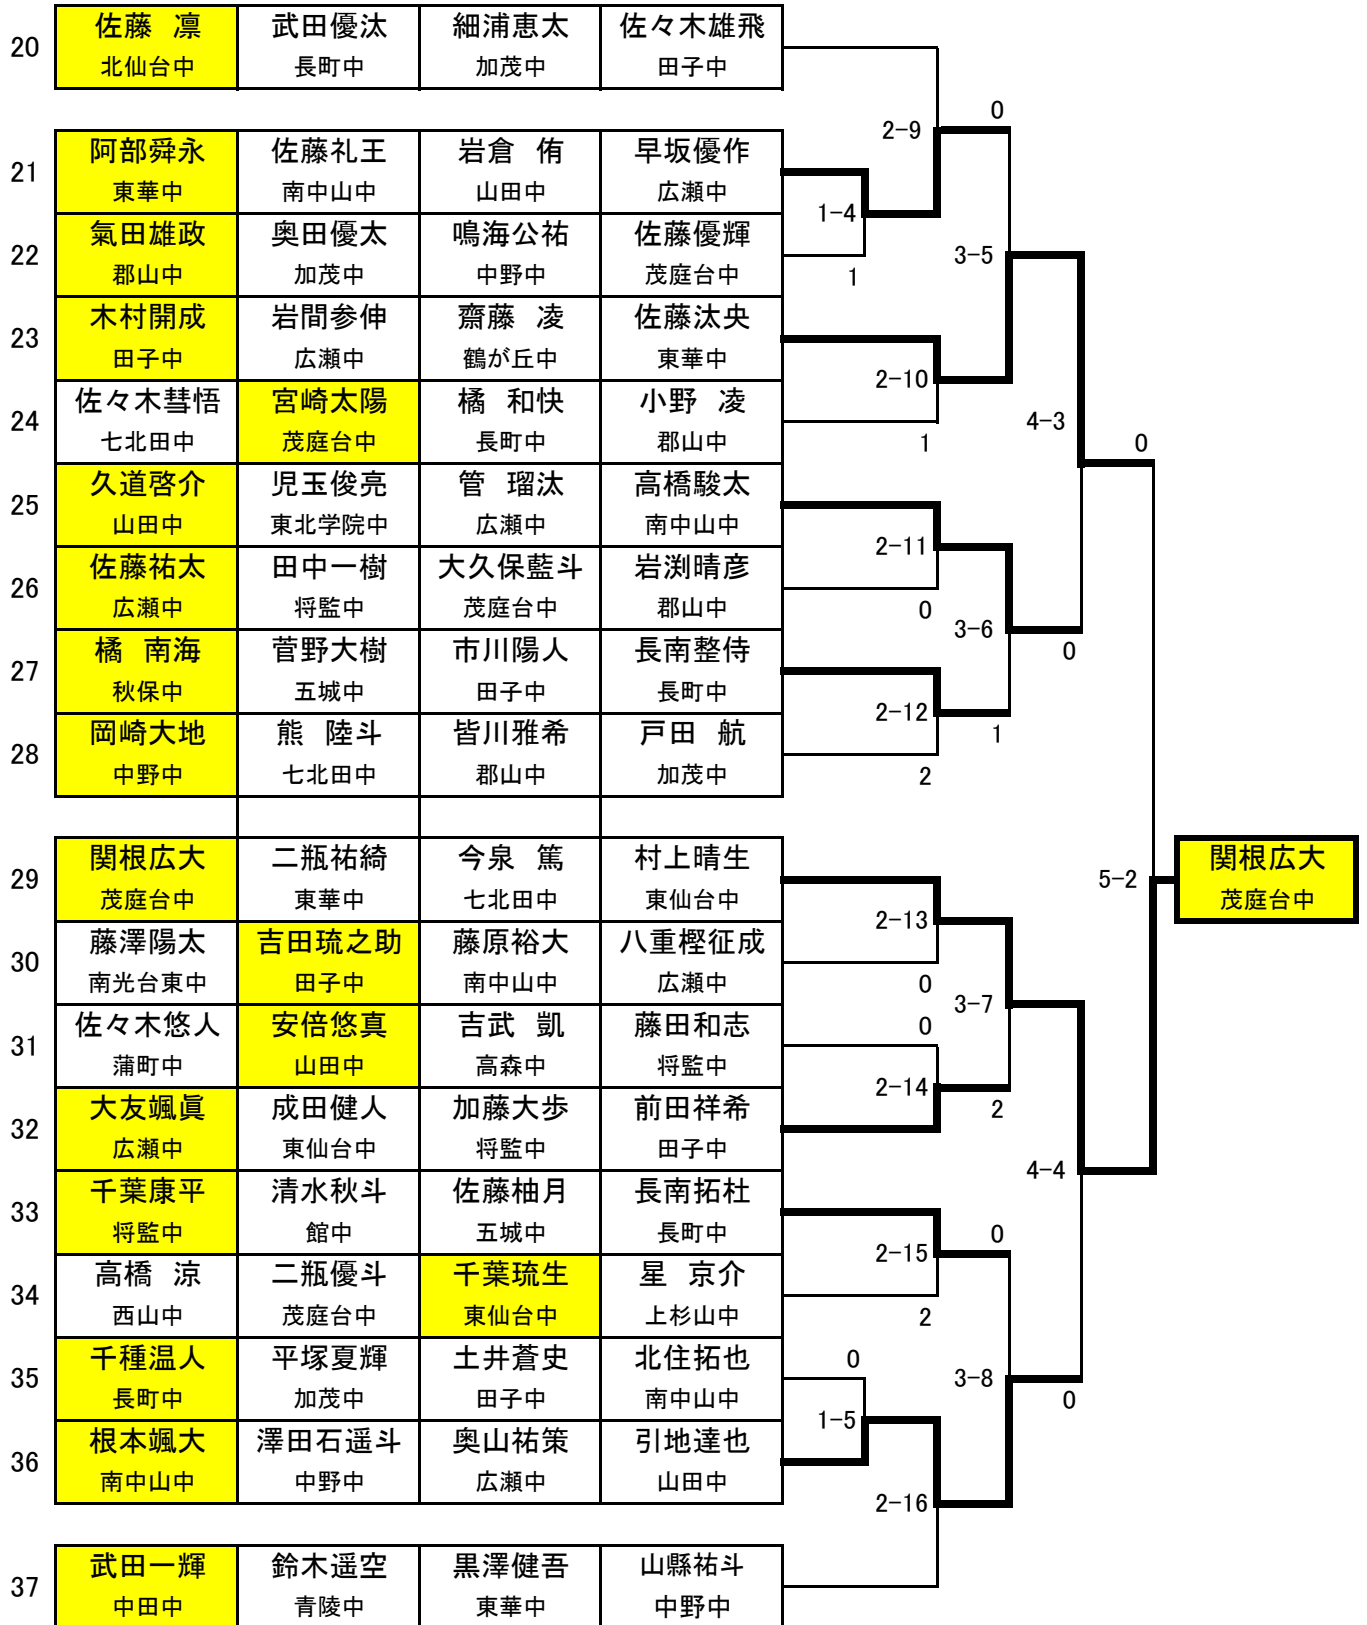 20 佐藤 凛 武田優汰 細浦恵太 佐々木雄飛
北仙台中 長町中 加茂中 田子中
2-9 0
21 阿部舜永 佐藤礼王 岩倉 侑 早坂優作
東華中 南中山中 山田中 広瀬中
1-4
22 氣田雄政 奥田優太 鳴海公祐 佐藤優輝
郡山中 加茂中 中野中 茂庭台中
1 3-5
23 木村開成 岩間参伸 齋藤 凌 佐藤汰央
田子中 広瀬中 鶴が丘中 東華中
2-10
24 佐々木彗悟 宮崎太陽 橘 和快 小野 凌
七北田中 茂庭台中 長町中 郡山中
1 4-3 0
25 久道啓介 児玉俊亮 管 瑠汰 高橋駿太
山田中 東北学院中 広瀬中 南中山中
2-11
26 佐藤祐太 田中一樹 大久保藍斗 岩渕晴彦
広瀬中 将監中 茂庭台中 郡山中
0 3-6 0
27 橘 南海 菅野大樹 市川陽人 長南整侍
秋保中 五城中 田子中 長町中
2-12 1
28 岡崎大地 熊 陸斗 皆川雅希 戸田 航
中野中 七北田中 郡山中 加茂中
2
29 関根広大 二瓶祐綺 今泉 篤 村上晴生
茂庭台中 東華中 七北田中 東仙台中
5-2 関根広大
茂庭台中
2-13
30 藤澤陽太 吉田琉之助 藤原裕大 八重樫征成
南光台東中 田子中 南中山中 広瀬中
0 3-7
31 佐々木悠人 安倍悠真 吉武 凱 藤田和志
蒲町中 山田中 高森中 将監中
0 2-14 2
32 大友颯眞 成田健人 加藤大歩 前田祥希
広瀬中 東仙台中 将監中 田子中
4-4
33 千葉康平 清水秋斗 佐藤柚月 長南拓杜
将監中 館中 五城中 長町中
2-15 0
34 高橋 涼 二瓶優斗 千葉琉生 星 京介
西山中 茂庭台中 東仙台中 上杉山中
2
35 千種温人 平塚夏輝 土井蒼史 北住拓也
長町中 加茂中 田子中 南中山中
0 3-8 0
1-5
36 根本颯大 澤田石遥斗 奥山祐策 引地達也
南中山中 中野中 広瀬中 山田中
2-16
37 武田一輝 鈴木遥空 黒澤健吾 山縣祐斗
中田中 青陵中 東華中 中野中